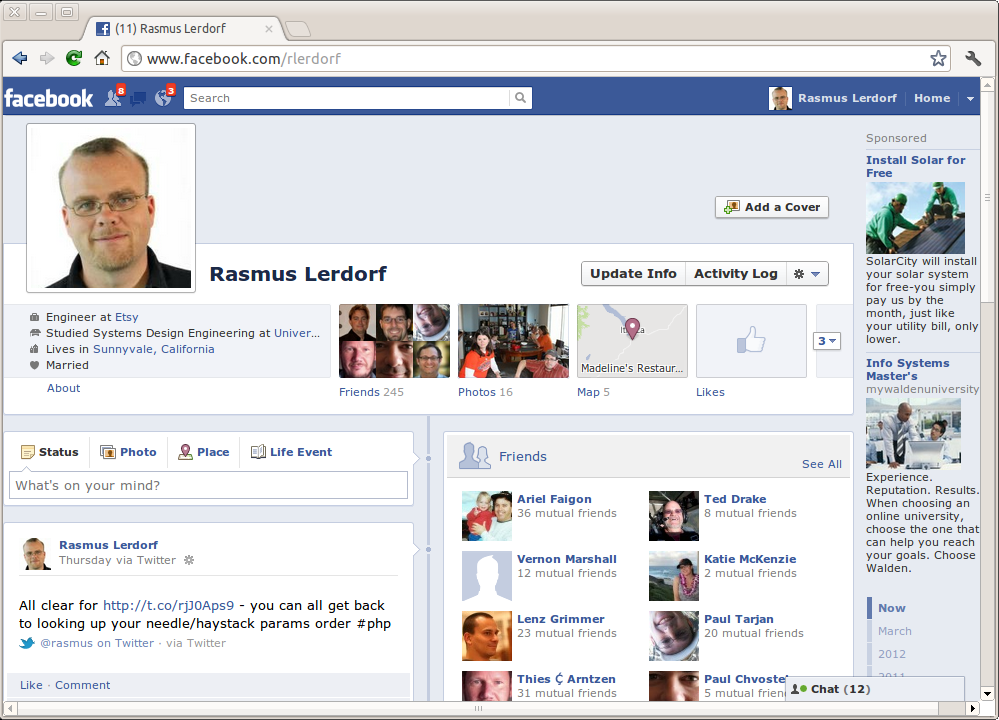 (11) Rasmus Lerdorf
www.facebook.com/rlerdorf
facebook
8
3
Search
Rasmus Lerdorf
Home
Add a Cover
Rasmus Lerdorf
Update Info
Activity Log
Engineer at Etsy
Studied Systems Design Engineering at Univer...
Lives in Sunnyvale, California
Married
About
Friends 245
Photos 16
Madeline's Restaur...
Map 5
Likes
3
Status
Photo
Place
Life Event
What's on your mind?
Rasmus Lerdorf
Thursday via Twitter
All clear for http://t.co/rjJ0Aps9 - you can all get back
to looking up your needle/haystack params order #php
@rasmus on Twitter · via Twitter
Like · Comment
Friends
See All
Ariel Faigon
36 mutual friends
Ted Drake
8 mutual friends
Vernon Marshall
12 mutual friends
Katie McKenzie
2 mutual friends
Lenz Grimmer
23 mutual friends
Paul Tarjan
20 mutual friends
Thies Ç Arntzen
31 mutual friends
Paul Chvostek
5 mutual frien
Sponsored
Install Solar for
Free
SolarCity will install
your solar system
for free-you simply
pay us by the
month, just like
your utility bill, only
lower.
Info Systems
Master's
mywaldenuniversity
Experience.
Reputation. Results.
When choosing an
online university,
choose the one that
can help you reach
your goals. Choose
Walden.
Now
March
2012
2011
Chat (12)